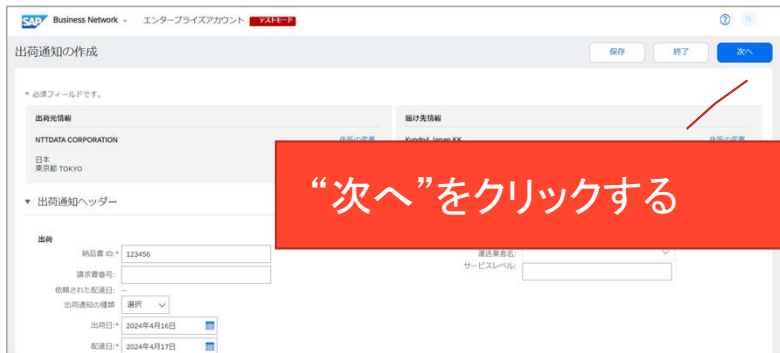 SAP Business Network エンタープライズアカウント テストモード
出荷通知の作成
保存 終了 次へ
* 必須フィールドです。
出荷元情報
届け先情報
NTTDATA CORPORATION
住所の変更
Kyndryl Japan KK
住所の変更
日本
東京都 TOKYO
“次へ”をクリックする
▼ 出荷通知ヘッダー
出荷
納品書 ID:* 123456
請求書番号:
依頼された配達日: --
出荷通知の種類 選択
出荷日:* 2024年4月16日
配達日:* 2024年4月17日
運送業者名:
サービスレベル: